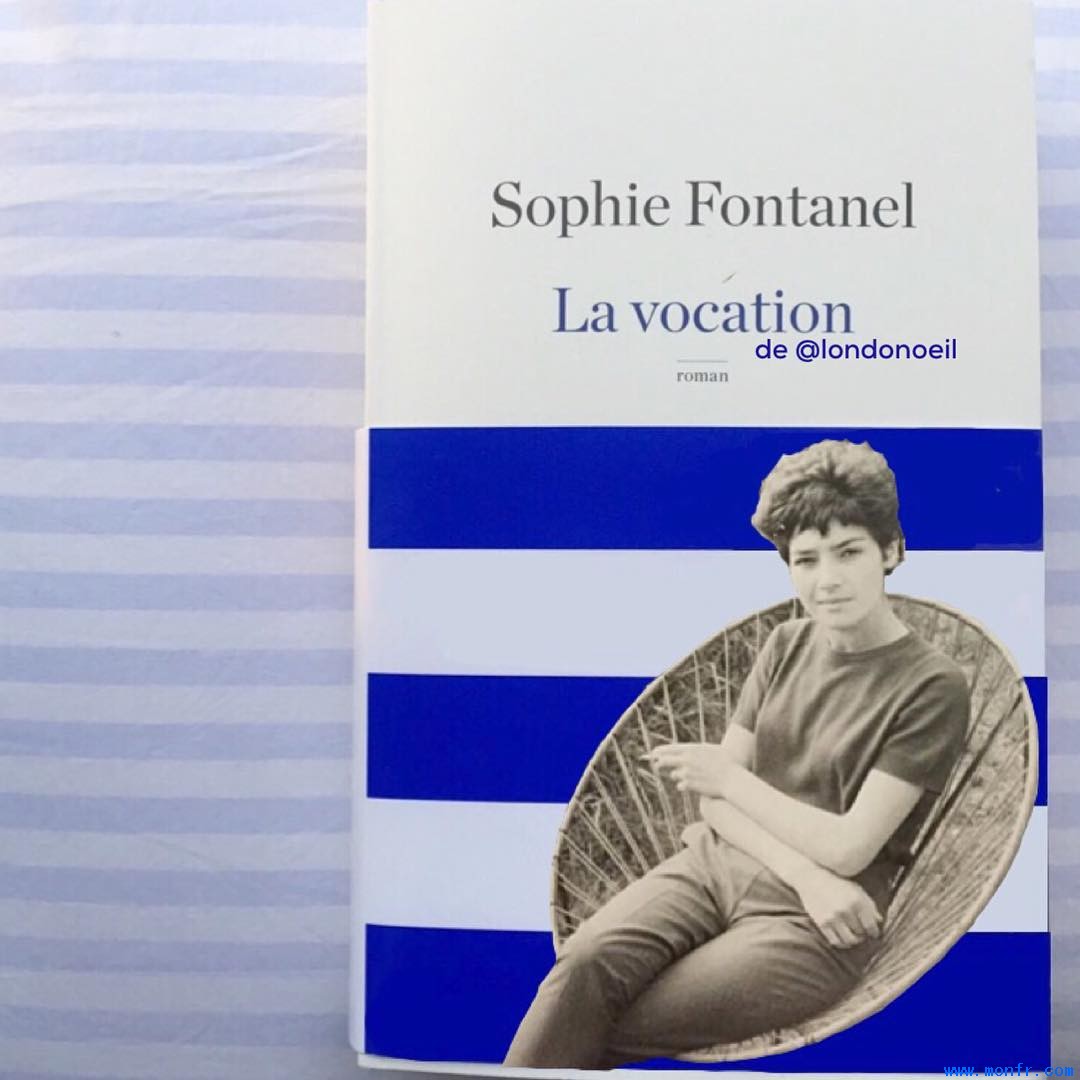 Sophie Fontanel
La vocation
de @londonoeil
roman
www.monfr.com